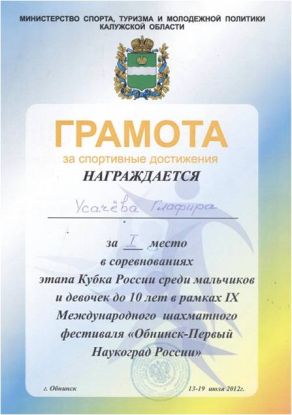 МИНИСТЕРСТВО СПОРТА, ТУРИЗМА И МОЛОДЕЖНОЙ ПОЛИТИКИ
КАЛУЖСКОЙ ОБЛАСТИ
ГРАМОТА
за спортивные достижения
НАГРАЖДАЕТСЯ
Усачёва Глафира
за I место
в соревнованиях
этапа Кубка России среди мальчиков
и девочек до 10 лет в рамках IX
Международного шахматного
фестиваля «Обнинск-Первый
Наукоград России»
г. Обнинск 13-19 июля 2012г.